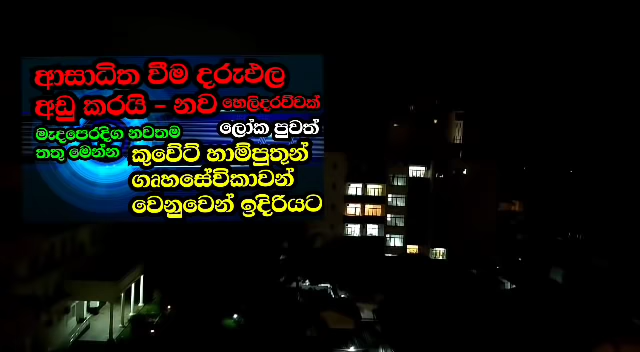 ආසාධිත වීම දරුඵල
අඩු කරයි - නව හෙලිදරව්වක්
ලෝක පුවත්
මැදපෙරදිග නවතම
තතු මෙන්න
කුවේට් හාම්පුතුන්
ගෘහසේවිකාවන්
වෙනුවෙන් ඉදිරියට